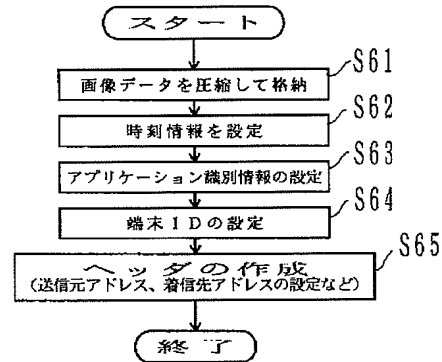 スタート
S61
画像データを圧縮して格納
S62
時刻情報を設定
S63
アプリケーション識別情報の設定
S64
端末IDの設定
S65
ヘッダの作成
(送信元アドレス、着信先アドレスの設定など)
終了